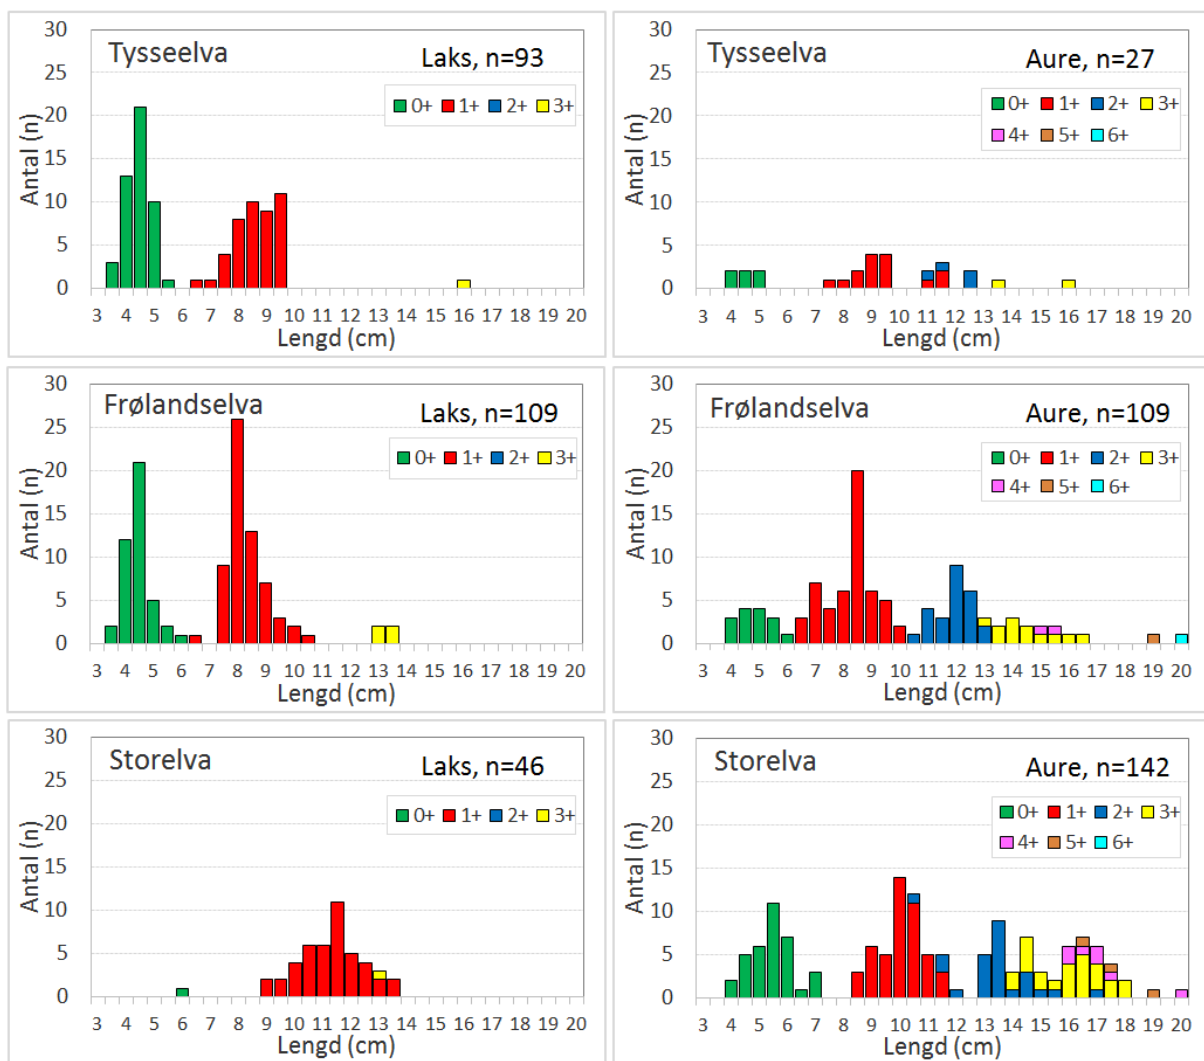 Tysseelva
Laks, n=93
0+ 1+ 2+ 3+
Antal (n)
30
25
20
15
10
5
0
3 4 5 6 7 8 9 10 11 12 13 14 15 16 17 18 19 20
Lengd (cm)
Tysseelva
Aure, n=27
0+ 1+ 2+ 3+
4+ 5+ 6+
Antal (n)
30
25
20
15
10
5
0
3 4 5 6 7 8 9 10 11 12 13 14 15 16 17 18 19 20
Lengd (cm)
Frølandselva
Laks, n=109
0+ 1+ 2+ 3+
Antal (n)
30
25
20
15
10
5
0
3 4 5 6 7 8 9 10 11 12 13 14 15 16 17 18 19 20
Lengd (cm)
Frølandselva
Aure, n=109
0+ 1+ 2+ 3+
4+ 5+ 6+
Antal (n)
30
25
20
15
10
5
0
3 4 5 6 7 8 9 10 11 12 13 14 15 16 17 18 19 20
Lengd (cm)
Storelva
Laks, n=46
0+ 1+ 2+ 3+
Antal (n)
30
25
20
15
10
5
0
3 4 5 6 7 8 9 10 11 12 13 14 15 16 17 18 19 20
Lengd (cm)
Storelva
Aure, n=142
0+ 1+ 2+ 3+
4+ 5+ 6+
Antal (n)
30
25
20
15
10
5
0
3 4 5 6 7 8 9 10 11 12 13 14 15 16 17 18 19 20
Lengd (cm)